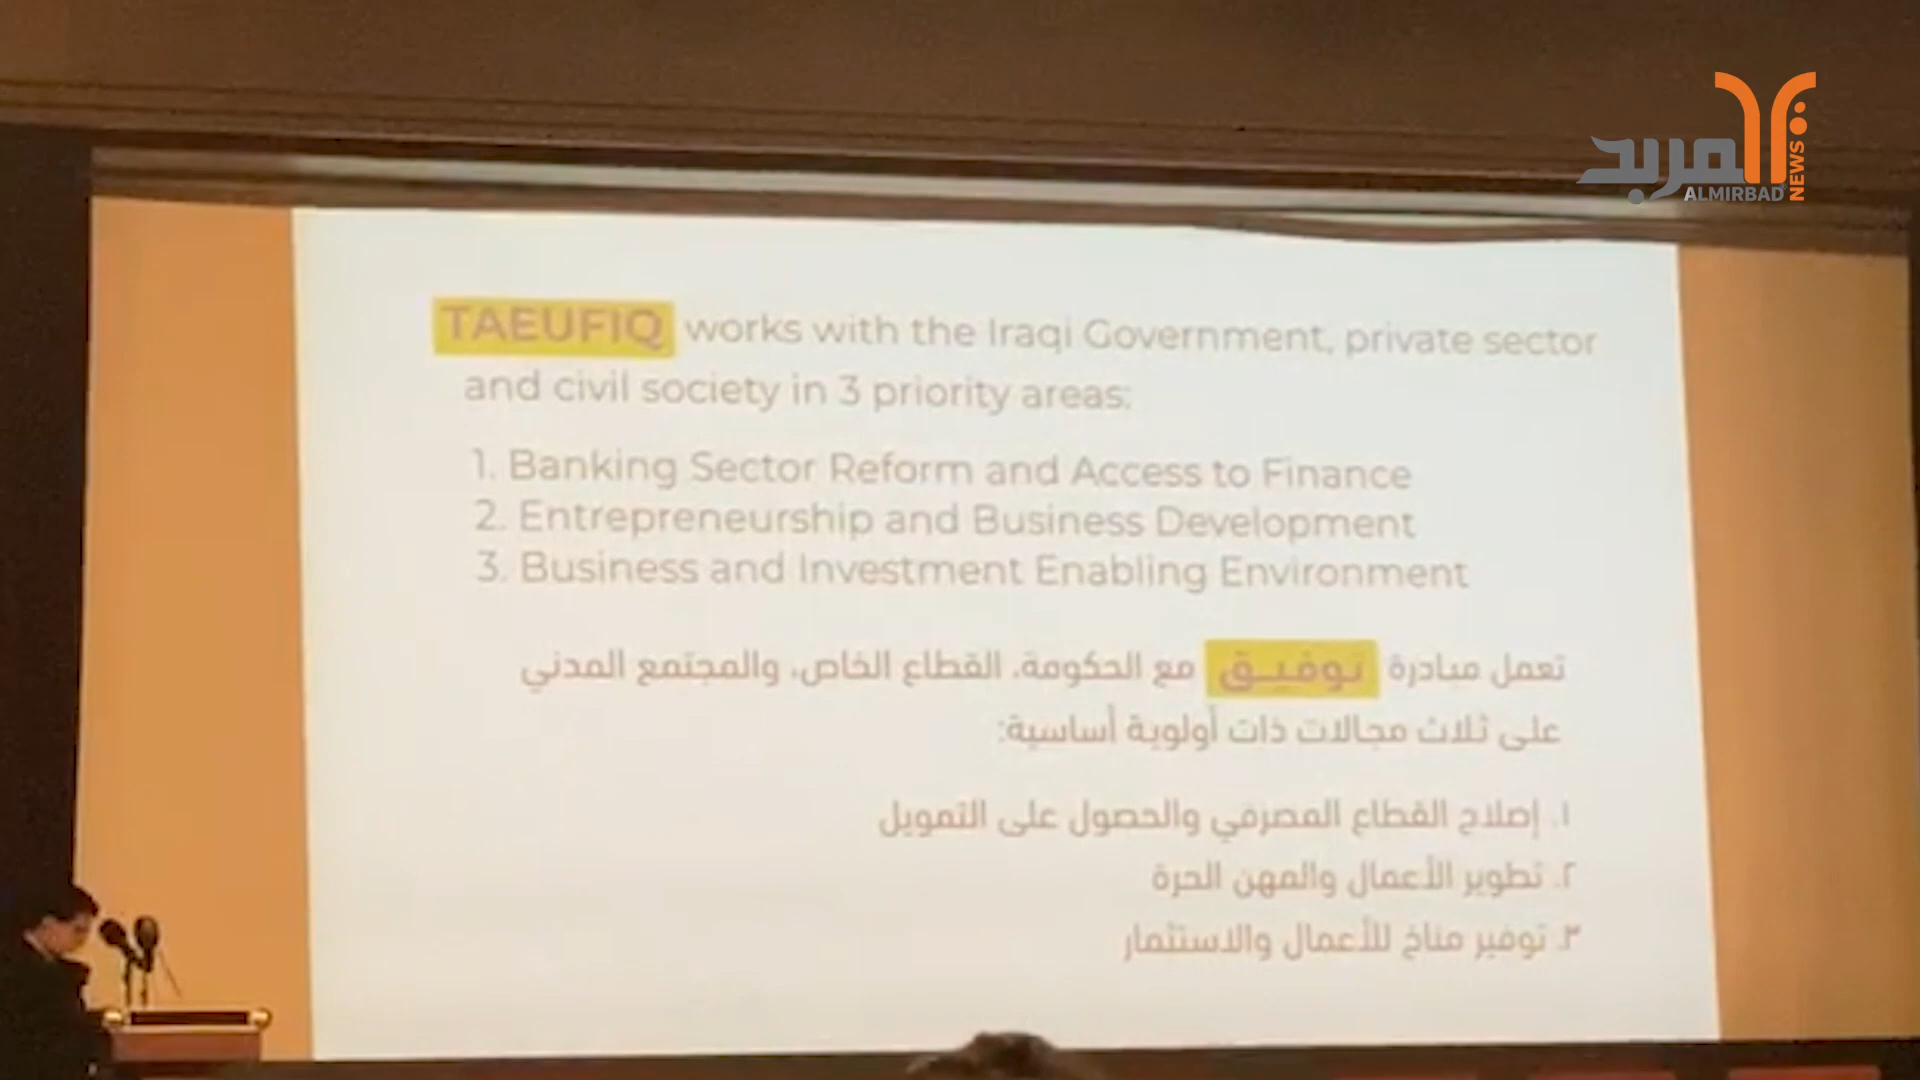 المربد
ALMIRBAD
NEWS
TAEUFIQ works with the Iraqi Government, private sector
and civil society in 3 priority areas:
1. Banking Sector Reform and Access to Finance
2. Entrepreneurship and Business Development
3. Business and Investment Enabling Environment
تعمل مبادرة توفيق مع الحكومة، القطاع الخاص، والمجتمع المدني
على ثلاث مجالات ذات أولوية أساسية:
١. إصلاح القطاع المصرفي والحصول على التمويل
٢. تطوير الأعمال والمهن الحرة
٣. توفير مناخ للأعمال والاستثمار